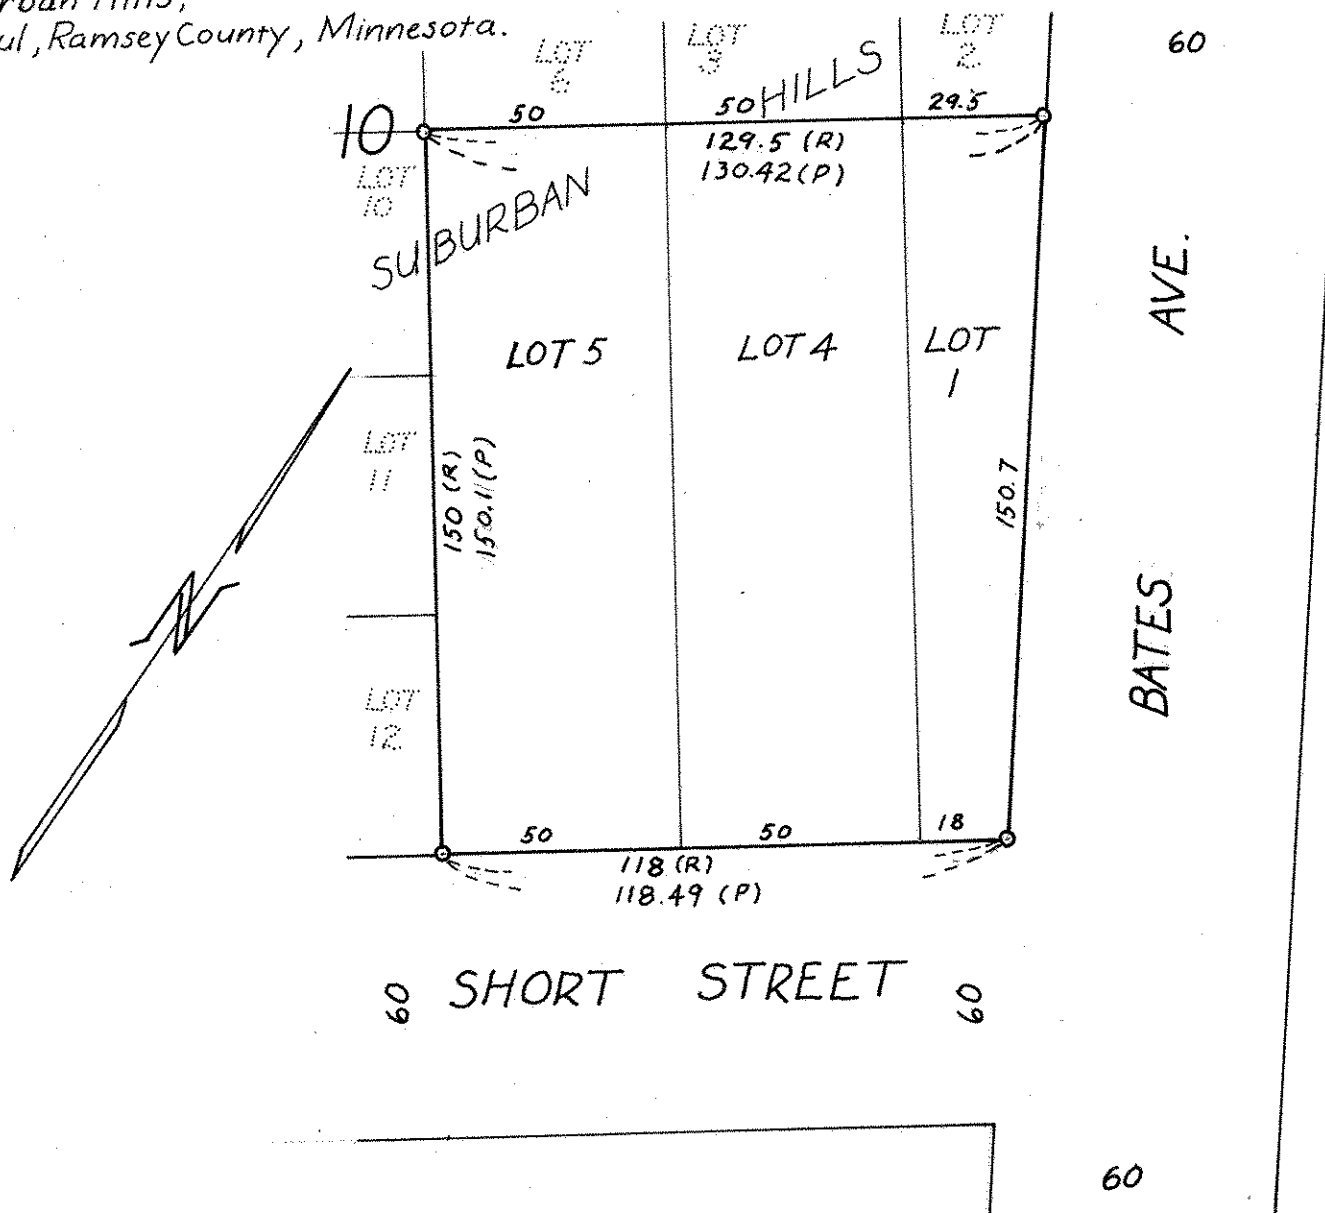 Hills,
ul, Ramsey County, Minnesota.
LOT
6
LOT
3
LOT
2
60
10
50
50
29.5
HILLS
129.5 (R)
130.42 (P)
LOT
10
SUBURBAN
AVE.
LOT 5
LOT 4
LOT
1
LOT
11
150 (R)
150.11 (P)
150.7
N
BATES
LOT
12
50
50
18
118 (R)
118.49 (P)
60
SHORT STREET
60
60